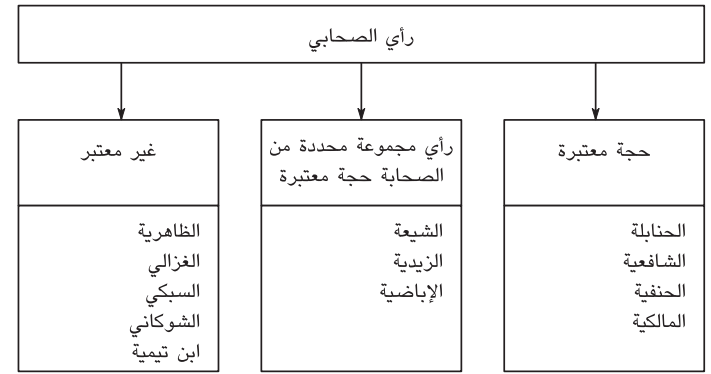 رأي الصحابي
حجة معتبرة
الحنابلة
الشافعية
الحنفية
المالكية
رأي مجموعة محددة من
الصحابة حجة معتبرة
الشيعة
الزيدية
الإباضية
غير معتبر
الظاهرية
الغزالي
السبكي
الشوكاني
ابن تيمية